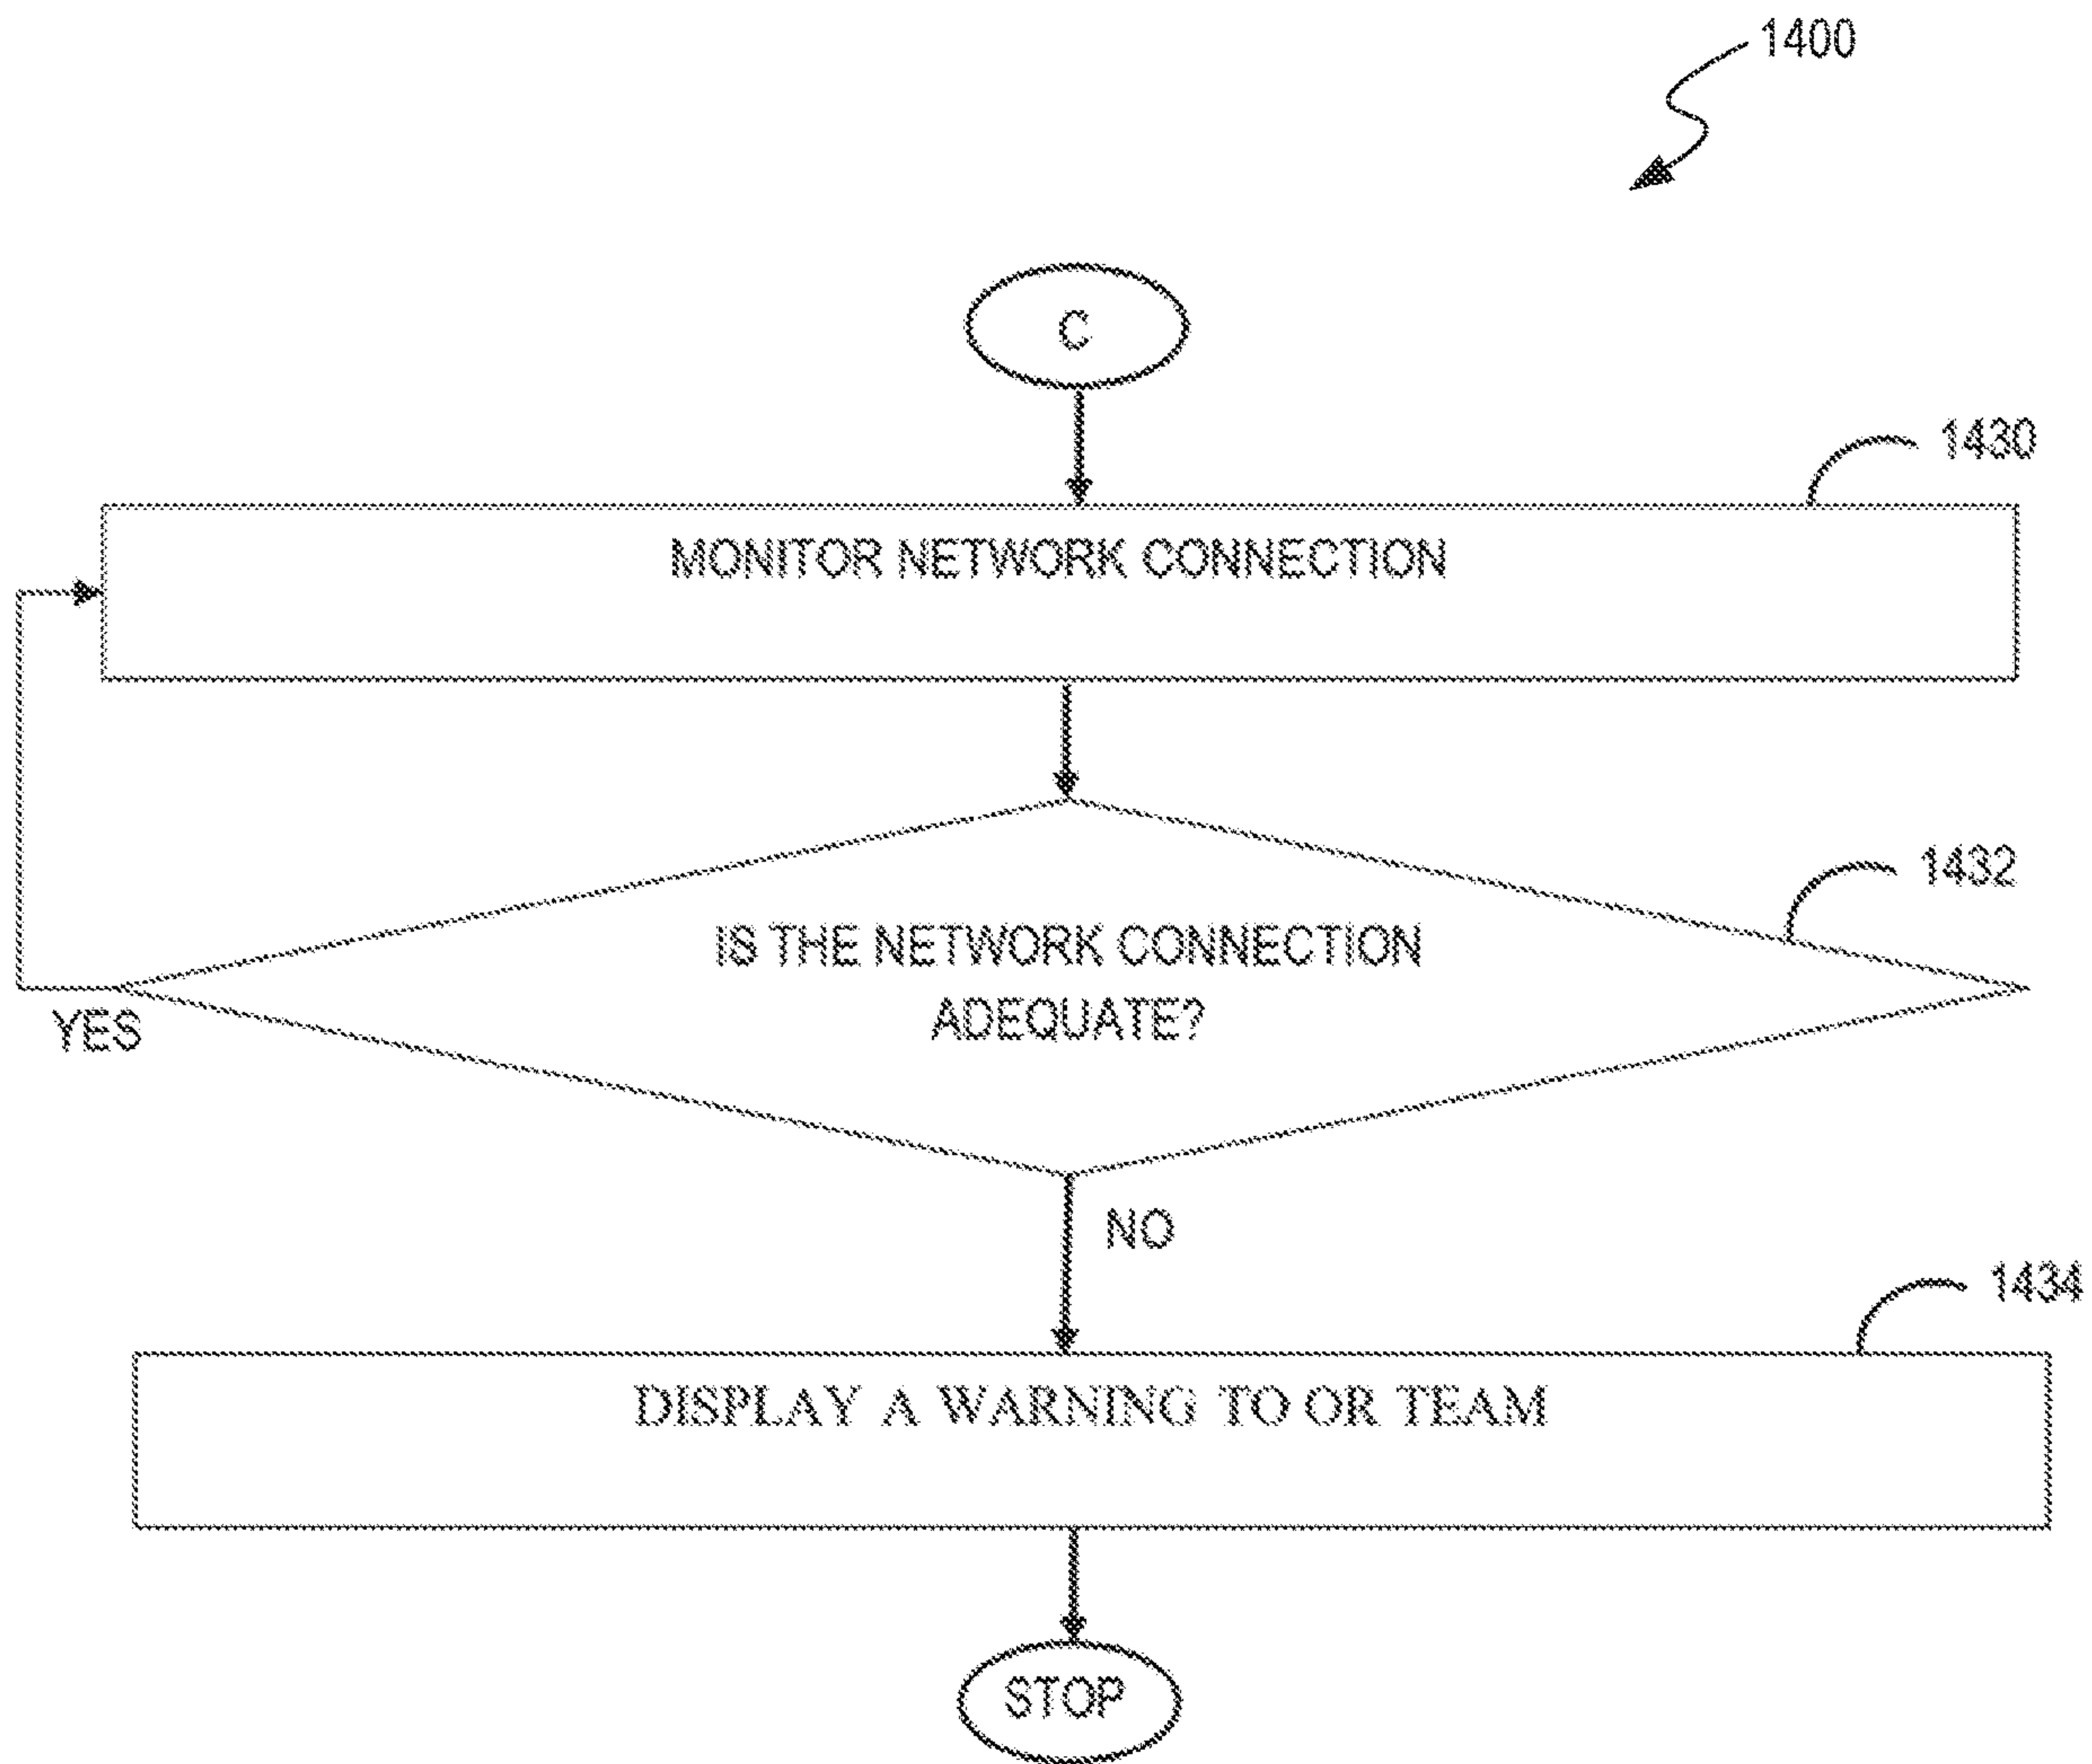 1400
C
1430
MONITOR NETWORK CONNECTION
1432
IS THE NETWORK CONNECTION
ADEQUATE?
YES
NO
1434
DISPLAY A WARNING TO OR TEAM
STOP